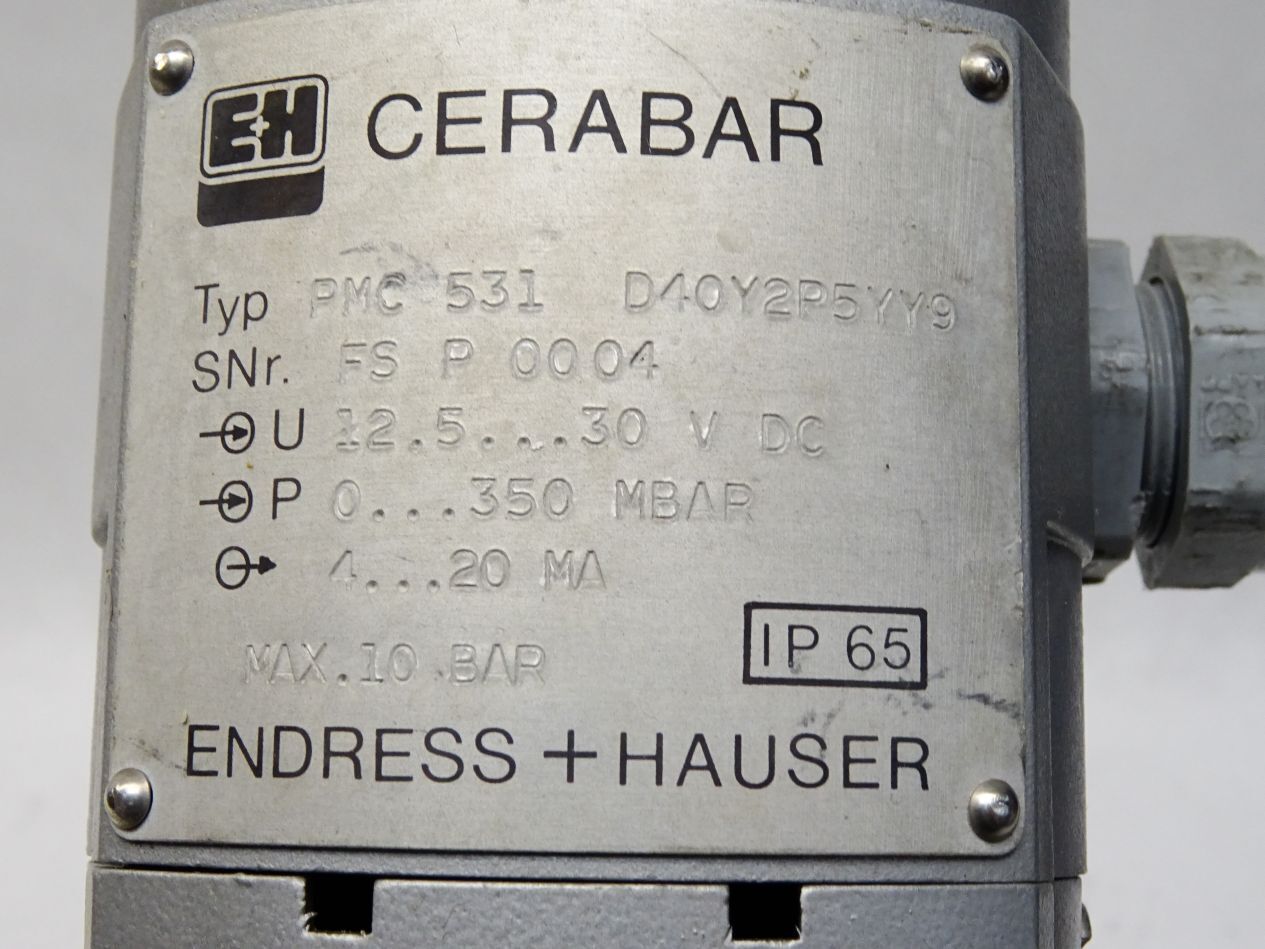 E+H CERABAR
Typ PMC 531 D40Y2P5YY9
SNr. FS P 0004
U 12.5...30 V DC
P 0...350 MBAR
4...20 MA
IP 65
MAX.10 BAR
ENDRESS + HAUSER